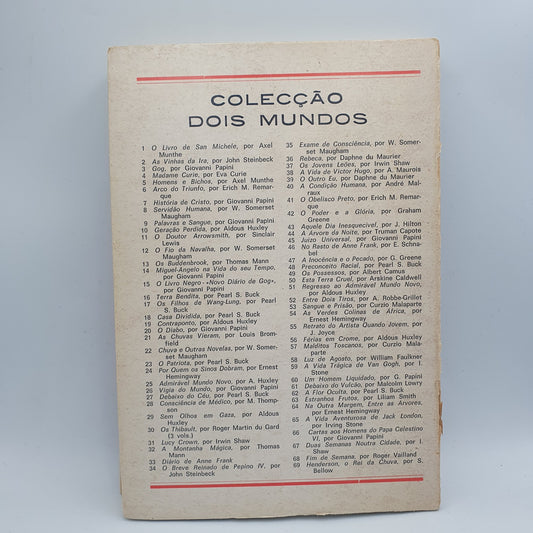 COLECÇÃO
DOIS MUNDOS
1 O Livro de San Michele, por Axel
Munthe
2 As Vinhas da Ira, por John Steinbeck
3 Gog, por Giovanni Papini
4 Madame Curie, por Eva Curie
5 Homens e Bichos, por Axel Munthe
6 Arco do Triunfo, por Erich M. Remar-
que
7 História de Cristo, por Giovanni Papini
8 Servidão Humana, por W. Somerset
Maugham
9 Palavras e Sangue, por Giovanni Papini
10 Geração Perdida, por Aldous Huxley
11 O Doutor Arrowsmith, por Sinclair
Lewis
12 O Fio da Navalha, por W. Somerset
Maugham
13 Os Buddenbrook, por Thomas Mann
14 Miguel-Angelo na Vida do seu Tempo,
por Giovanni Papini
15 O Livro Negro - «Novo Diário de Gog»,
por Giovanni Papini
16 Terra Bendita, por Pearl S. Buck
17 Os Filhos de Wang-Lung, por Pearl
S. Buck
18 Casa Dividida, por Pearl S. Buck
19 Contraponto, por Aldous Huxley
20 O Diabo, por Giovanni Papini
21 As Chuvas Vieram, por Louis Brom-
field
22 Chuva e Outras Novelas, por W. Somer-
set Maugham
23 O Patriota, por Pearl S. Buck
24 Por Quem os Sinos Dobram, por Ernest
Hemingway
25 Admirável Mundo Novo, por A. Huxley
26 Vigia do Mundo, por Giovanni Papini
27 Debaixo do Céu, por Pearl S. Buck
28 Consciência de Médico, por M. Thomp-
son
29 Sem Olhos em Gaza, por Aldous
Huxley
30 Os Thibault, por Roger Martin du Gard
(3 vols.)
31 Lucy Crown, por Irwin Shaw
32 A Montanha Mágica, por Thomas
Mann
33 Diário de Anne Frank
34 O Breve Reinado de Pepino IV, por
John Steinbeck
35 Exame de Consciência, por W. Somer-
set Maugham
36 Rebeca, por Daphne du Maurier
37 Os Jovens Leões, por Irwin Shaw
38 A Vida de Victor Hugo, por A. Maurois
39 O Outro Eu, por Daphne du Maurier
40 A Condição Humana, por André Mal-
raux
41 O Obelisco Preto, por Erich M. Remar-
que
42 O Poder e a Glória, por Graham
Greene
43 Aquele Dia Inesquecível, por J. Hilton
44 A Árvore da Noite, por Truman Capote
45 Juízo Universal, por Giovanni Papini
46 No Rasto de Anne Frank, por E. Schna-
bel
47 A Inocência e o Pecado, por G. Greene
48 Preconceito Racial, por Pearl S. Buck
49 Os Possessos, por Albert Camus
50 Esta Terra Cruel, por Arskine Caldwell
51 Regresso ao Admirável Mundo Novo,
por Aldous Huxley
52 Entre Dois Tiros, por A. Robbe-Grillet
53 Sangue e Prisão, por Curzio Malaparte
54 As Verdes Colinas de África, por
Ernest Hemingway
55 Retrato do Artista Quando Jovem, por
J. Joyce
56 Férias em Crome, por Aldous Huxley
57 Malditos Toscanos, por Curzio Mala-
parte
58 Luz de Agosto, por William Faulkner
59 A Vida Trágica de Van Gogh, por I.
Stone
60 Um Homem Liquidado, por G. Papini
61 Debaixo do Vulcão, por Malcolm Lowry
62 A Flor Oculta, por Pearl S. Buck
63 Estranhos Frutos, por Liliam Smith
64 Na Outra Margem, Entre as Árvores,
por Ernest Hemingway
65 A Vida Aventurosa de Jack London,
por Irving Stone
66 Cartas aos Homens do Papa Celestino
VI, por Giovanni Papini
67 Duas Semanas Noutra Cidade, por I.
Shaw
68 Fim de Semana, por Roger Vailland
69 Henderson, o Rei da Chuva, por S.
Bellow